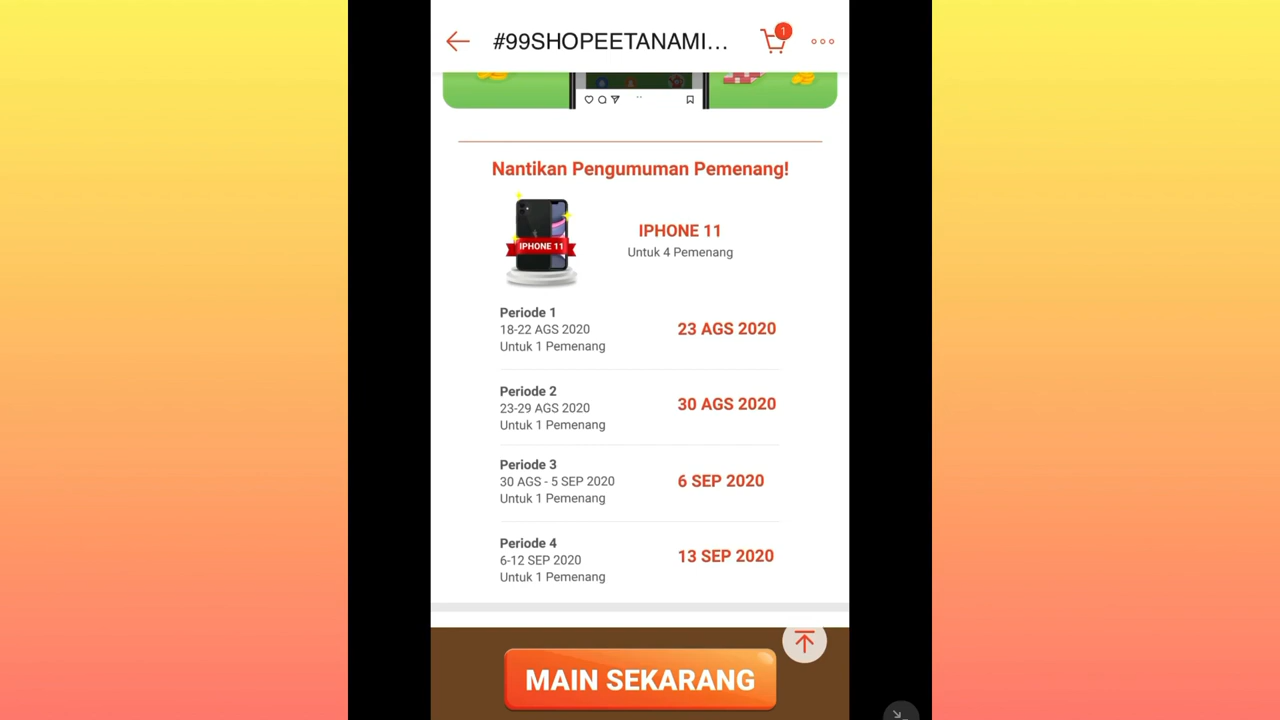 #99SHOPEETANAMI...
1
Nantikan Pengumuman Pemenang!
IPHONE 11
IPHONE 11
Untuk 4 Pemenang
Periode 1
18-22 AGS 2020
Untuk 1 Pemenang
23 AGS 2020
Periode 2
23-29 AGS 2020
Untuk 1 Pemenang
30 AGS 2020
Periode 3
30 AGS - 5 SEP 2020
Untuk 1 Pemenang
6 SEP 2020
Periode 4
6-12 SEP 2020
Untuk 1 Pemenang
13 SEP 2020
MAIN SEKARANG